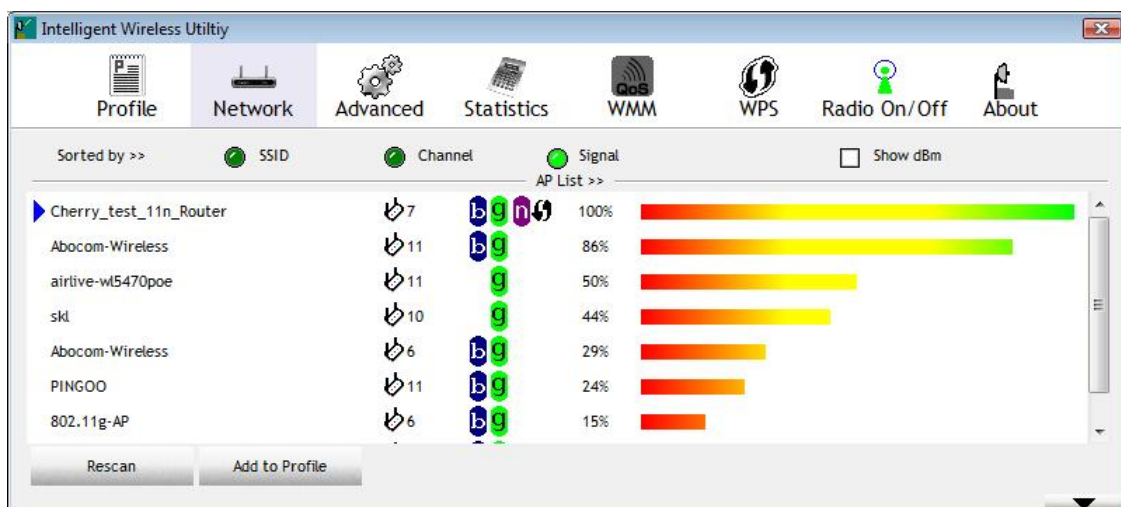 Intelligent Wireless Utiltiy
Profile Network Advanced Statistics QoS WMM WPS Radio On/Off About
Sorted by >> SSID Channel Signal Show dBm
AP List >>
Cherry_test_11n_Router 7 b g n 100%
Abocom-Wireless 11 b g 86%
airlive-wl5470poe 11 g 50%
skl 10 g 44%
Abocom-Wireless 6 b g 29%
PINGOO 11 b g 24%
802.11g-AP 6 b g 15%
Rescan Add to Profile